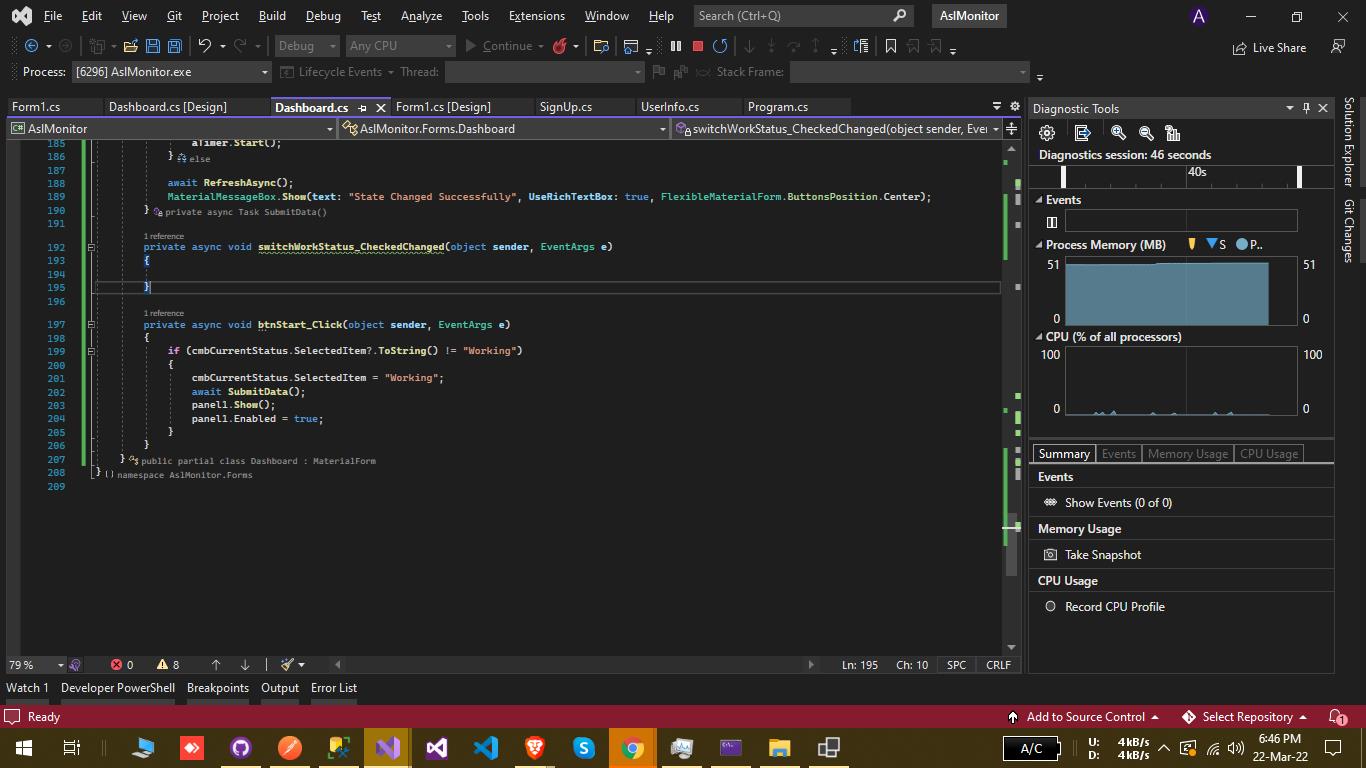 File Edit View Git Project Build Debug Test Analyze Tools Extensions Window Help Search (Ctrl+Q) AslMonitor A
Debug Any CPU Continue Live Share
Process: [6296] AslMonitor.exe Lifecycle Events Thread: Stack Frame:
Form1.cs Dashboard.cs [Design] Dashboard.cs Form1.cs [Design] SignUp.cs UserInfo.cs Program.cs
C# AslMonitor AslMonitor.Forms.Dashboard switchWorkStatus_CheckedChanged(object sender, Eve
185 aTimer.Start();
186 } else
187
188 await RefreshAsync();
189 MaterialMessageBox.Show(text: "State Changed Successfully", UseRichTextBox: true, FlexibleMaterialForm.ButtonsPosition.Center);
190 } private async Task SubmitData()
191
1 reference
192 private async void switchWorkStatus_CheckedChanged(object sender, EventArgs e)
193 {
194
195 }
196
1 reference
197 private async void btnStart_Click(object sender, EventArgs e)
198 {
199 if (cmbCurrentStatus.SelectedItem?.ToString() != "Working")
200 {
201 cmbCurrentStatus.SelectedItem = "Working";
202 await SubmitData();
203 panel1.Show();
204 panel1.Enabled = true;
205 }
206 }
207 } public partial class Dashboard : MaterialForm
208 } {} namespace AslMonitor.Forms
209
79 % 0 8 Ln: 195 Ch: 10 SPC CRLF
Diagnostic Tools
Diagnostics session: 46 seconds
40s
Events
Process Memory (MB) S P..
51 51
0 0
CPU (% of all processors)
100 100
0 0
Summary Events Memory Usage CPU Usage
Events
Show Events (0 of 0)
Memory Usage
Take Snapshot
CPU Usage
Record CPU Profile
Solution Explorer
Git Changes
Watch 1 Developer PowerShell Breakpoints Output Error List
Ready Add to Source Control Select Repository 1
A/C U: 4kB/s
D: 4kB/s
6:46 PM
22-Mar-22